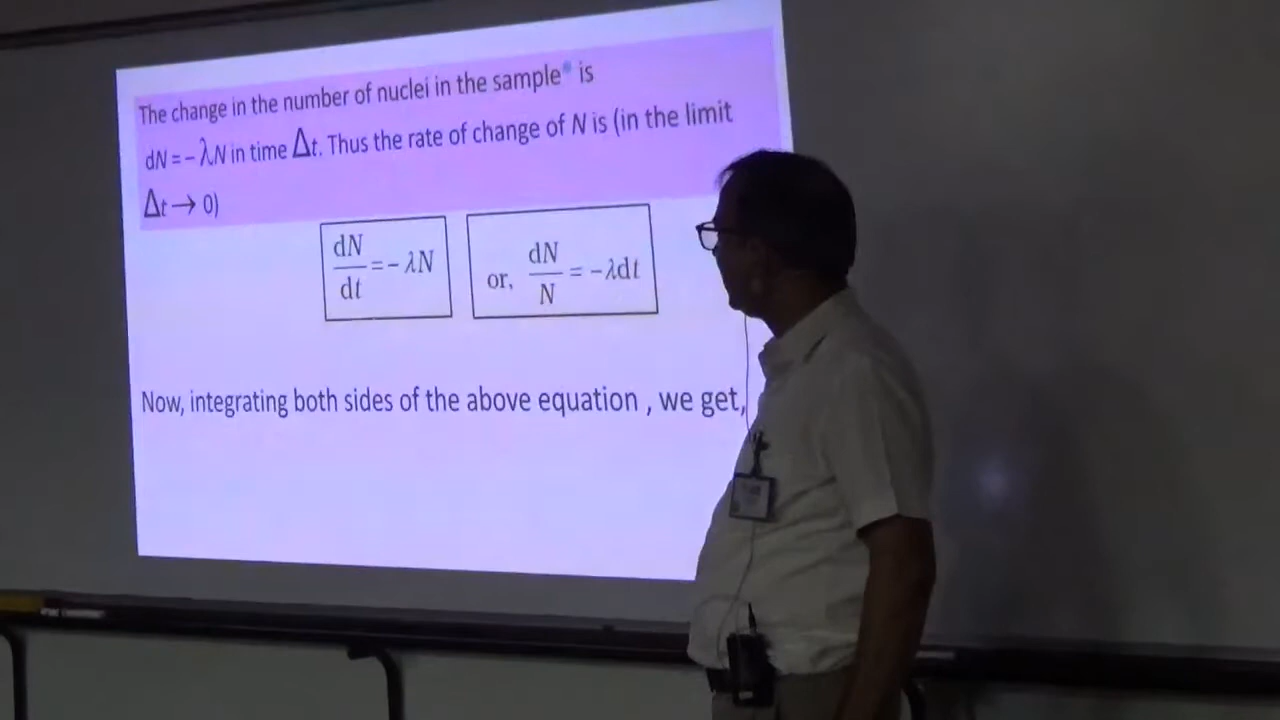 The change in the number of nuclei in the sample* is
dN = – λN in time Δt. Thus the rate of change of N is (in the limit
Δt → 0)
dN/dt = – λN
or, dN/N = –λdt
Now, integrating both sides of the above equation , we get,